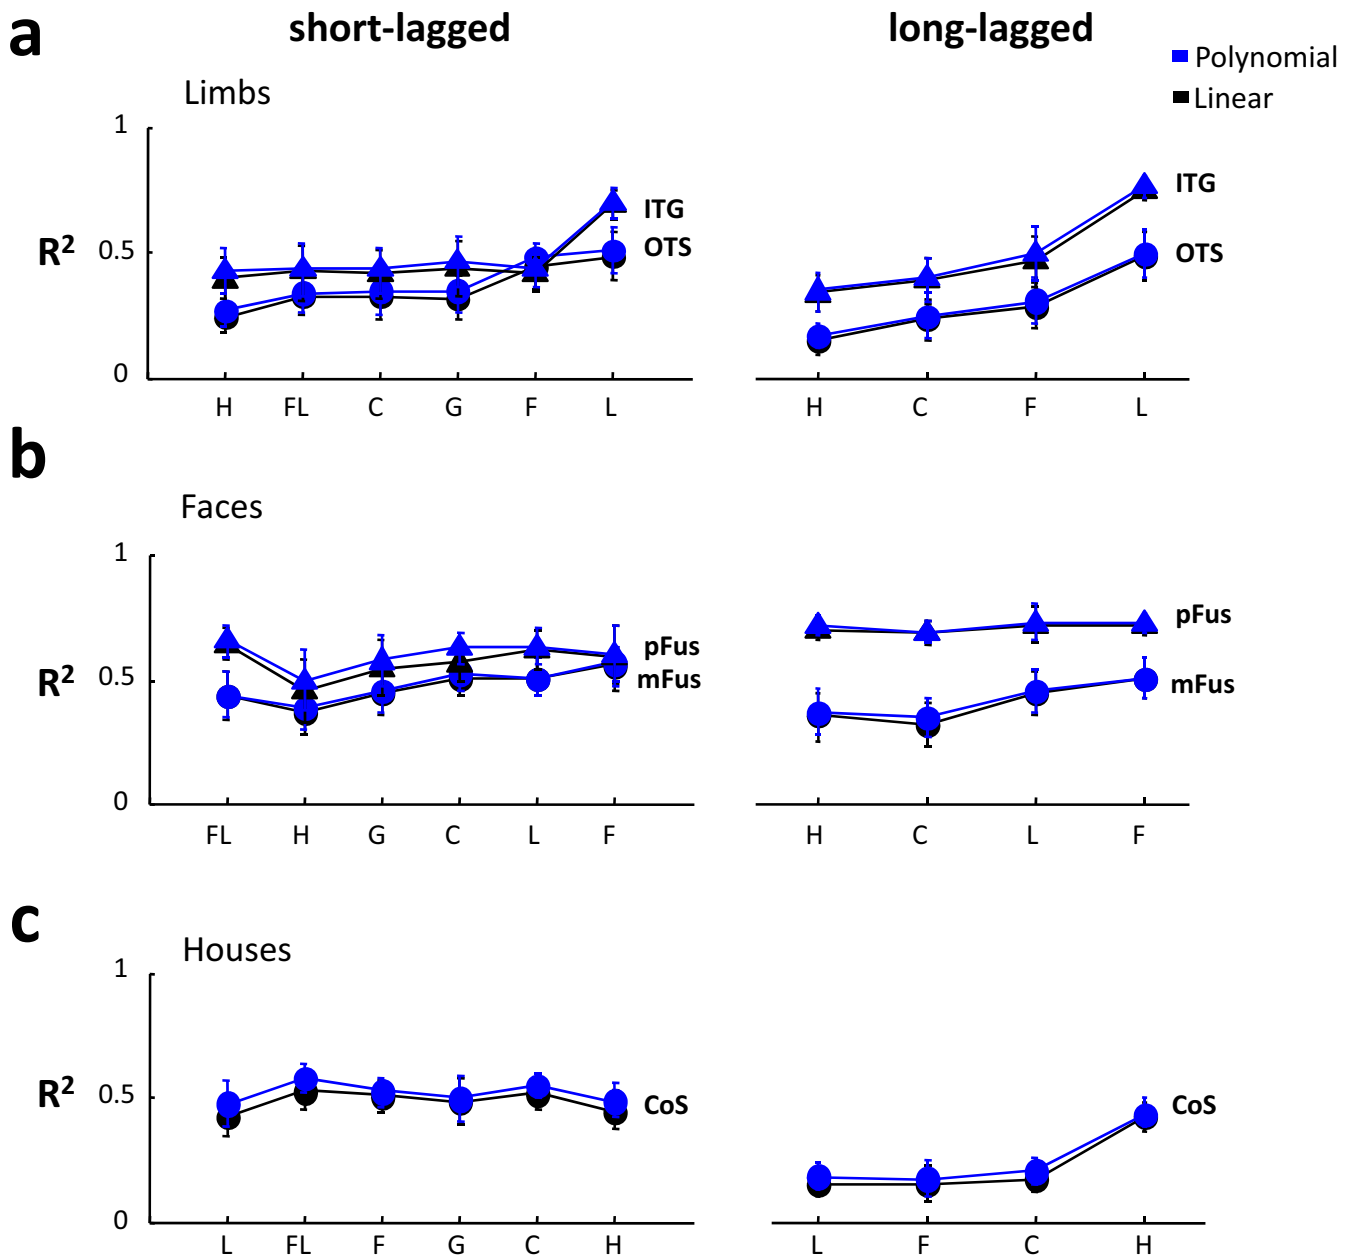 a
short-lagged
long-lagged
Polynomial
Linear
Limbs
1
0.5
0
R²
ITG
OTS
H FL C G F L
ITG
OTS
H C F L
b
Faces
1
0.5
0
R²
pFus
mFus
FL H G C L F
pFus
mFus
H C L F
c
Houses
1
0.5
0
R²
CoS
L FL F G C H
CoS
L F C H